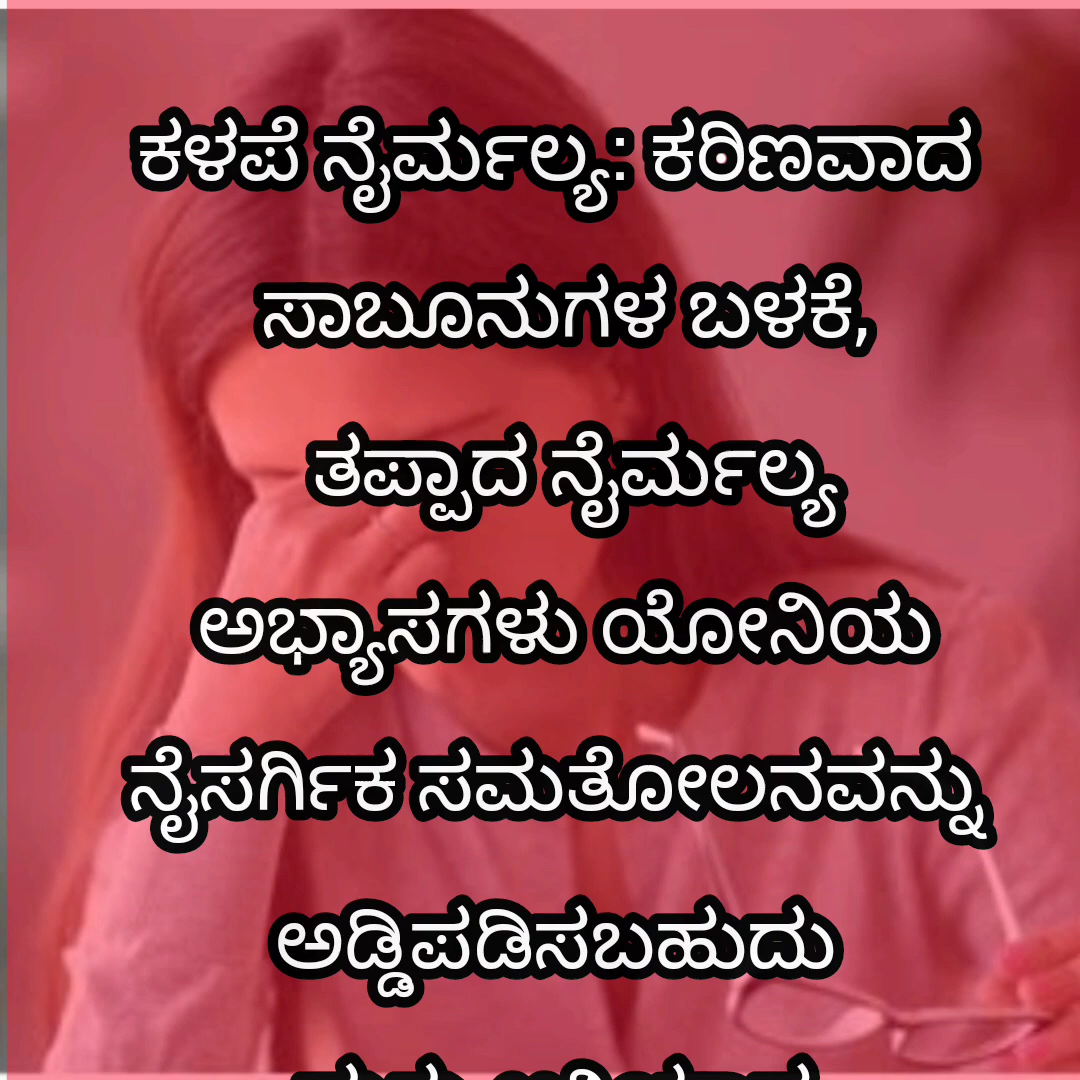 ಕಳಪೆ ನೈರ್ಮಲ್ಯ: ಕಠಿಣವಾದ
ಸಾಬೂನುಗಳ ಬಳಕೆ,
ತಪ್ಪಾದ ನೈರ್ಮಲ್ಯ
ಅಭ್ಯಾಸಗಳು ಯೋನಿಯ
ನೈಸರ್ಗಿಕ ಸಮತೋಲನವನ್ನು
ಅಡ್ಡಿಪಡಿಸಬಹುದು